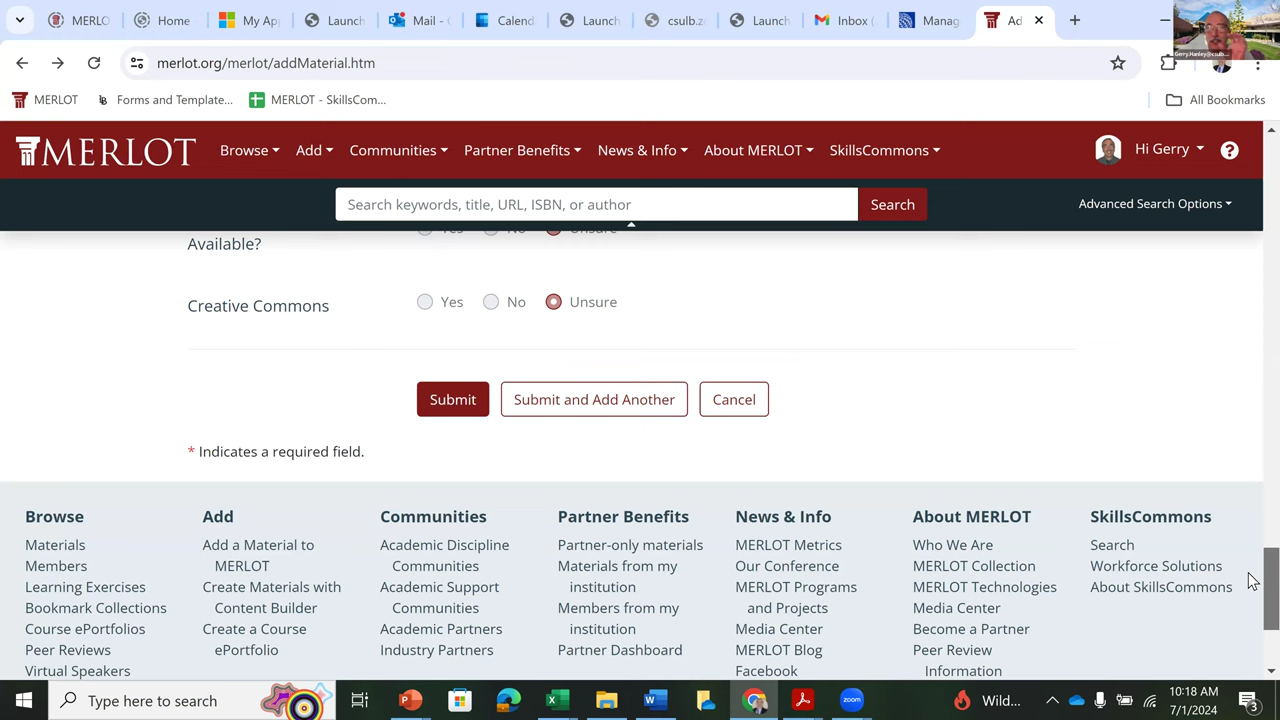 MERLO
Home
My Ap
Launch
Mail -
Calend
Launch
csulb.z
Launch
Inbox (
Manag
Ad
merlot.org/merlot/addMaterial.htm
Gerry.Hanley@csulb...
MERLOT
Forms and Template...
MERLOT - SkillsCom...
All Bookmarks
MERLOT
Browse
Add
Communities
Partner Benefits
News & Info
About MERLOT
SkillsCommons
Hi Gerry
Search keywords, title, URL, ISBN, or author
Search
Advanced Search Options
Available?
Yes
No
Unsure
Creative Commons
Yes
No
Unsure
Submit
Submit and Add Another
Cancel
* Indicates a required field.
Browse
Materials
Members
Learning Exercises
Bookmark Collections
Course ePortfolios
Peer Reviews
Virtual Speakers
Add
Add a Material to
MERLOT
Create Materials with
Content Builder
Create a Course
ePortfolio
Communities
Academic Discipline
Communities
Academic Support
Communities
Academic Partners
Industry Partners
Partner Benefits
Partner-only materials
Materials from my
institution
Members from my
institution
Partner Dashboard
News & Info
MERLOT Metrics
Our Conference
MERLOT Programs
and Projects
Media Center
MERLOT Blog
Facebook
About MERLOT
Who We Are
MERLOT Collection
MERLOT Technologies
Media Center
Become a Partner
Peer Review
Information
SkillsCommons
Search
Workforce Solutions
About SkillsCommons
Type here to search
zoom
Wild...
10:18 AM
7/1/2024
3